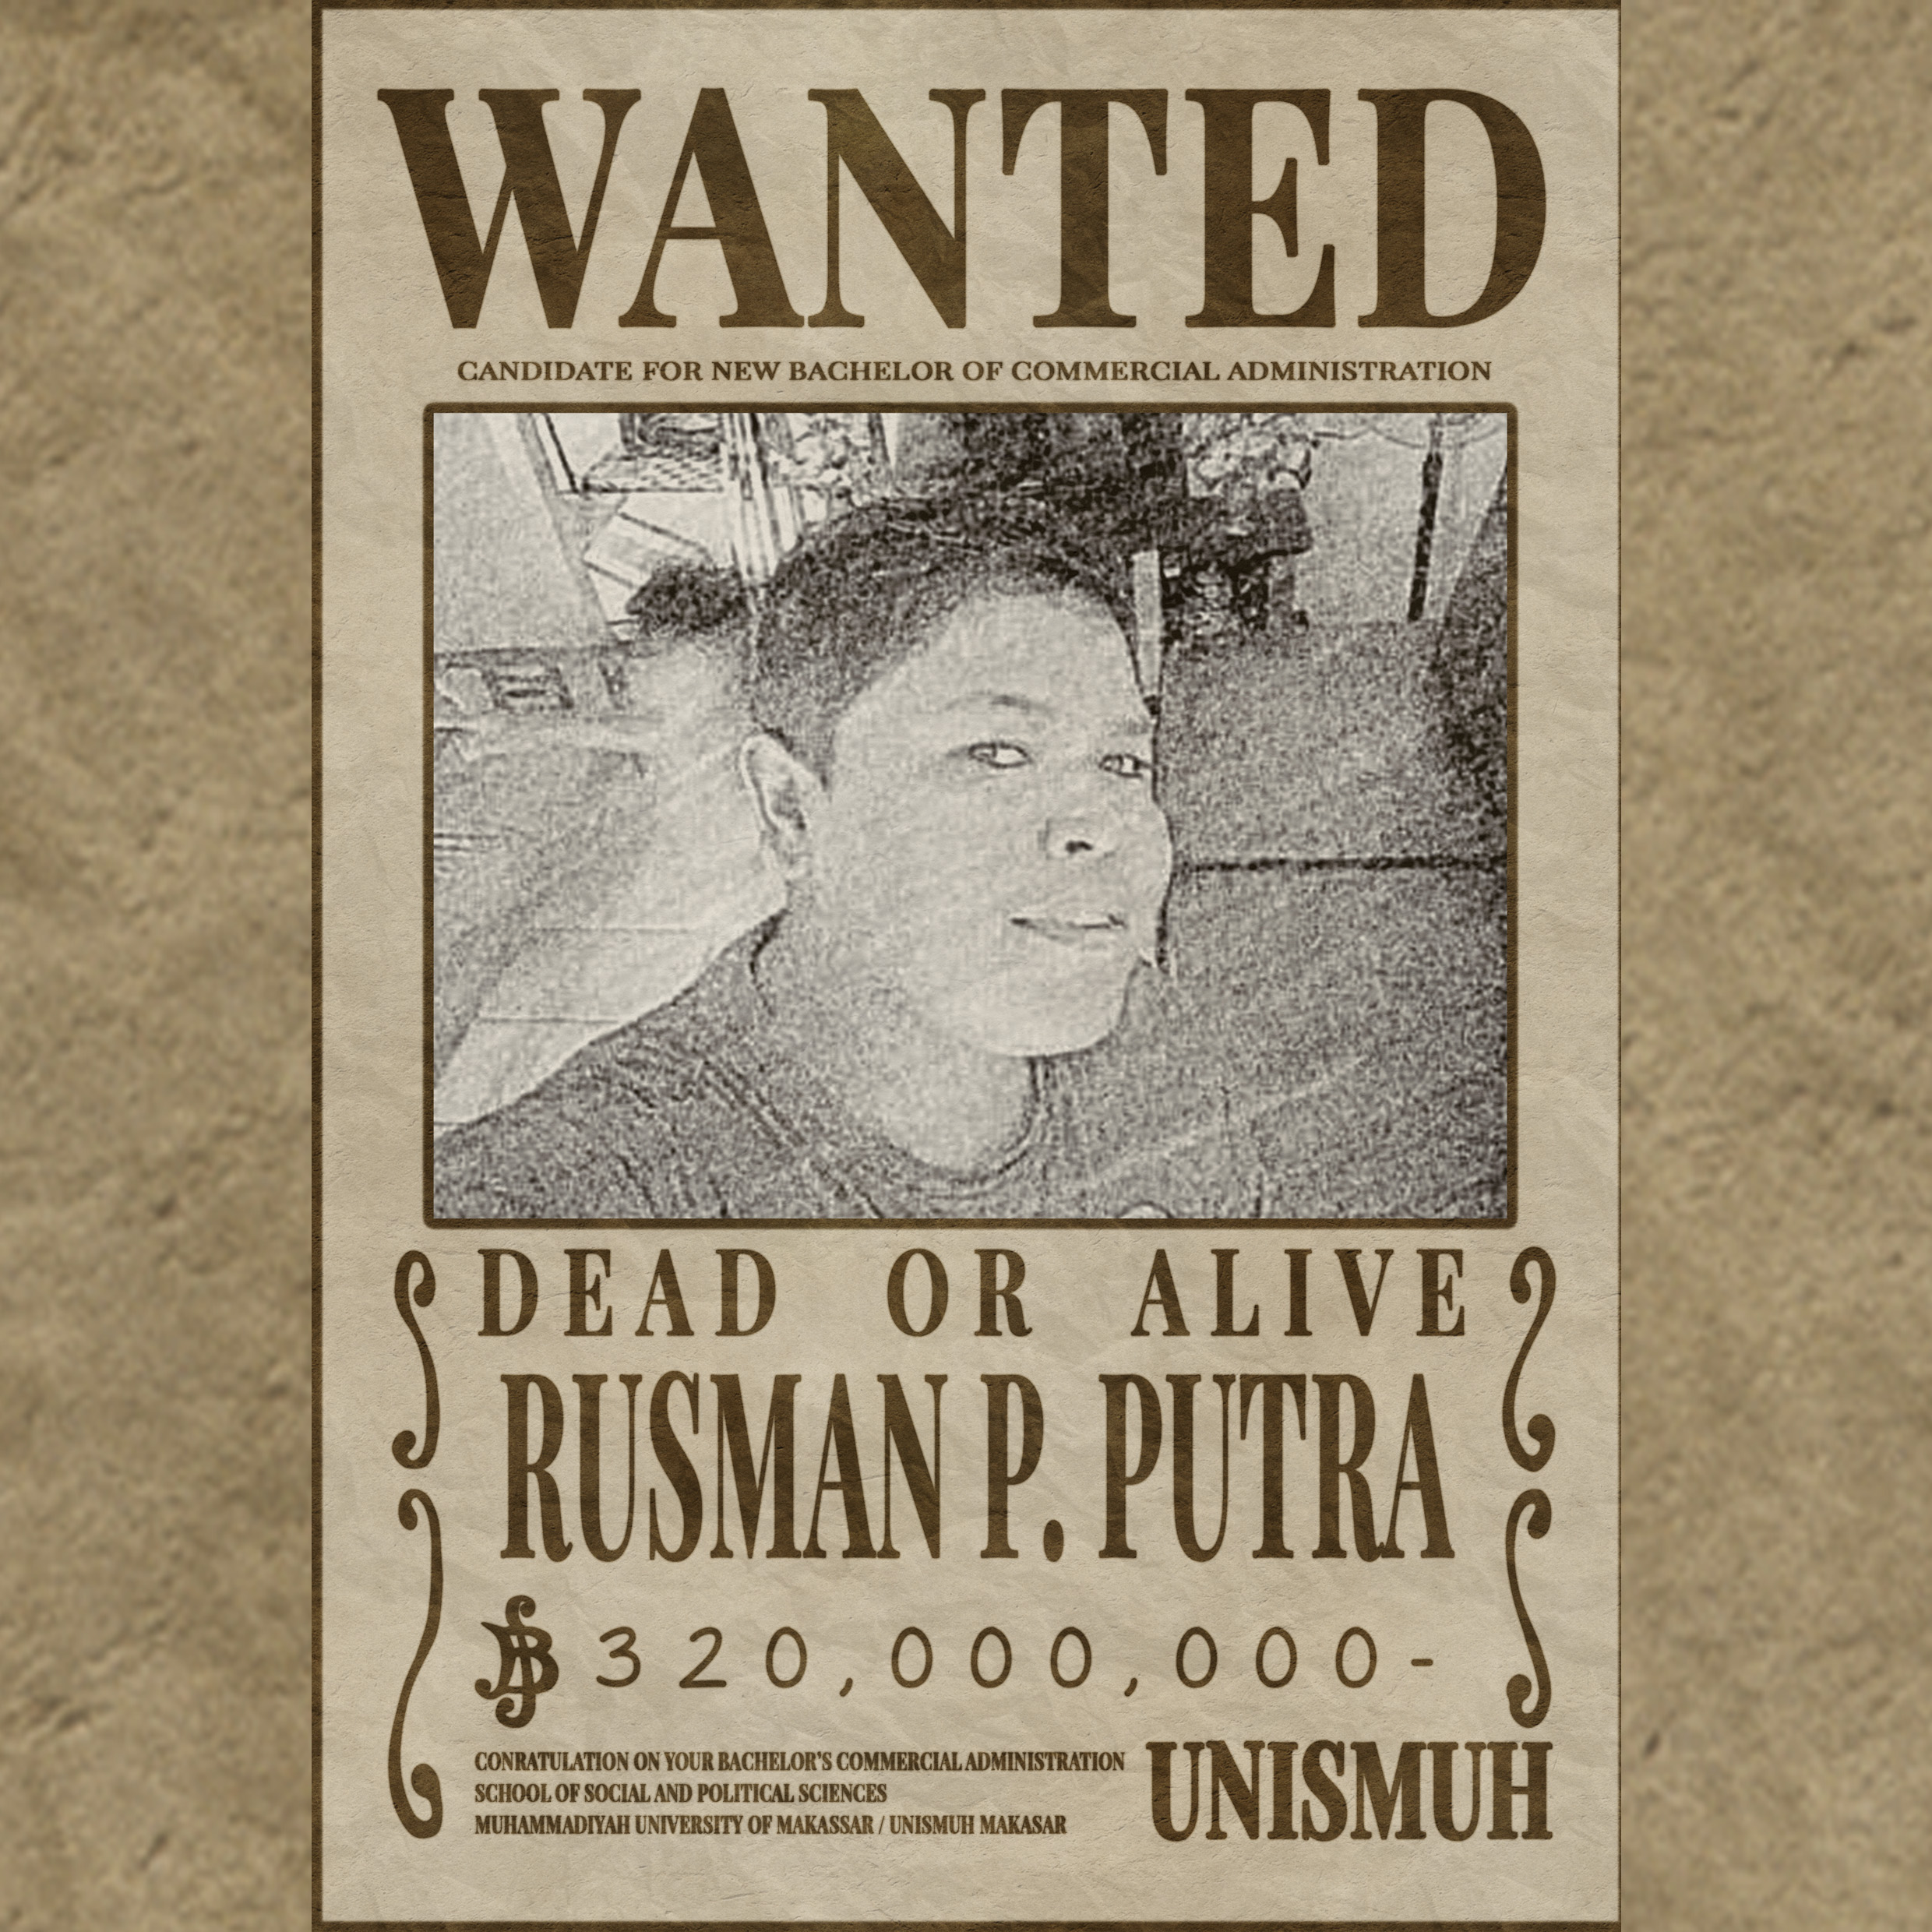 WANTED
CANDIDATE FOR NEW BACHELOR OF COMMERCIAL ADMINISTRATION
DEAD OR ALIVE
RUSMAN P. PUTRA
฿ 320,000,000-
CONRATULATION ON YOUR BACHELOR'S COMMERCIAL ADMINISTRATION
SCHOOL OF SOCIAL AND POLITICAL SCIENCES
MUHAMMADIYAH UNIVERSITY OF MAKASSAR / UNISMUH MAKASAR
UNISMUH